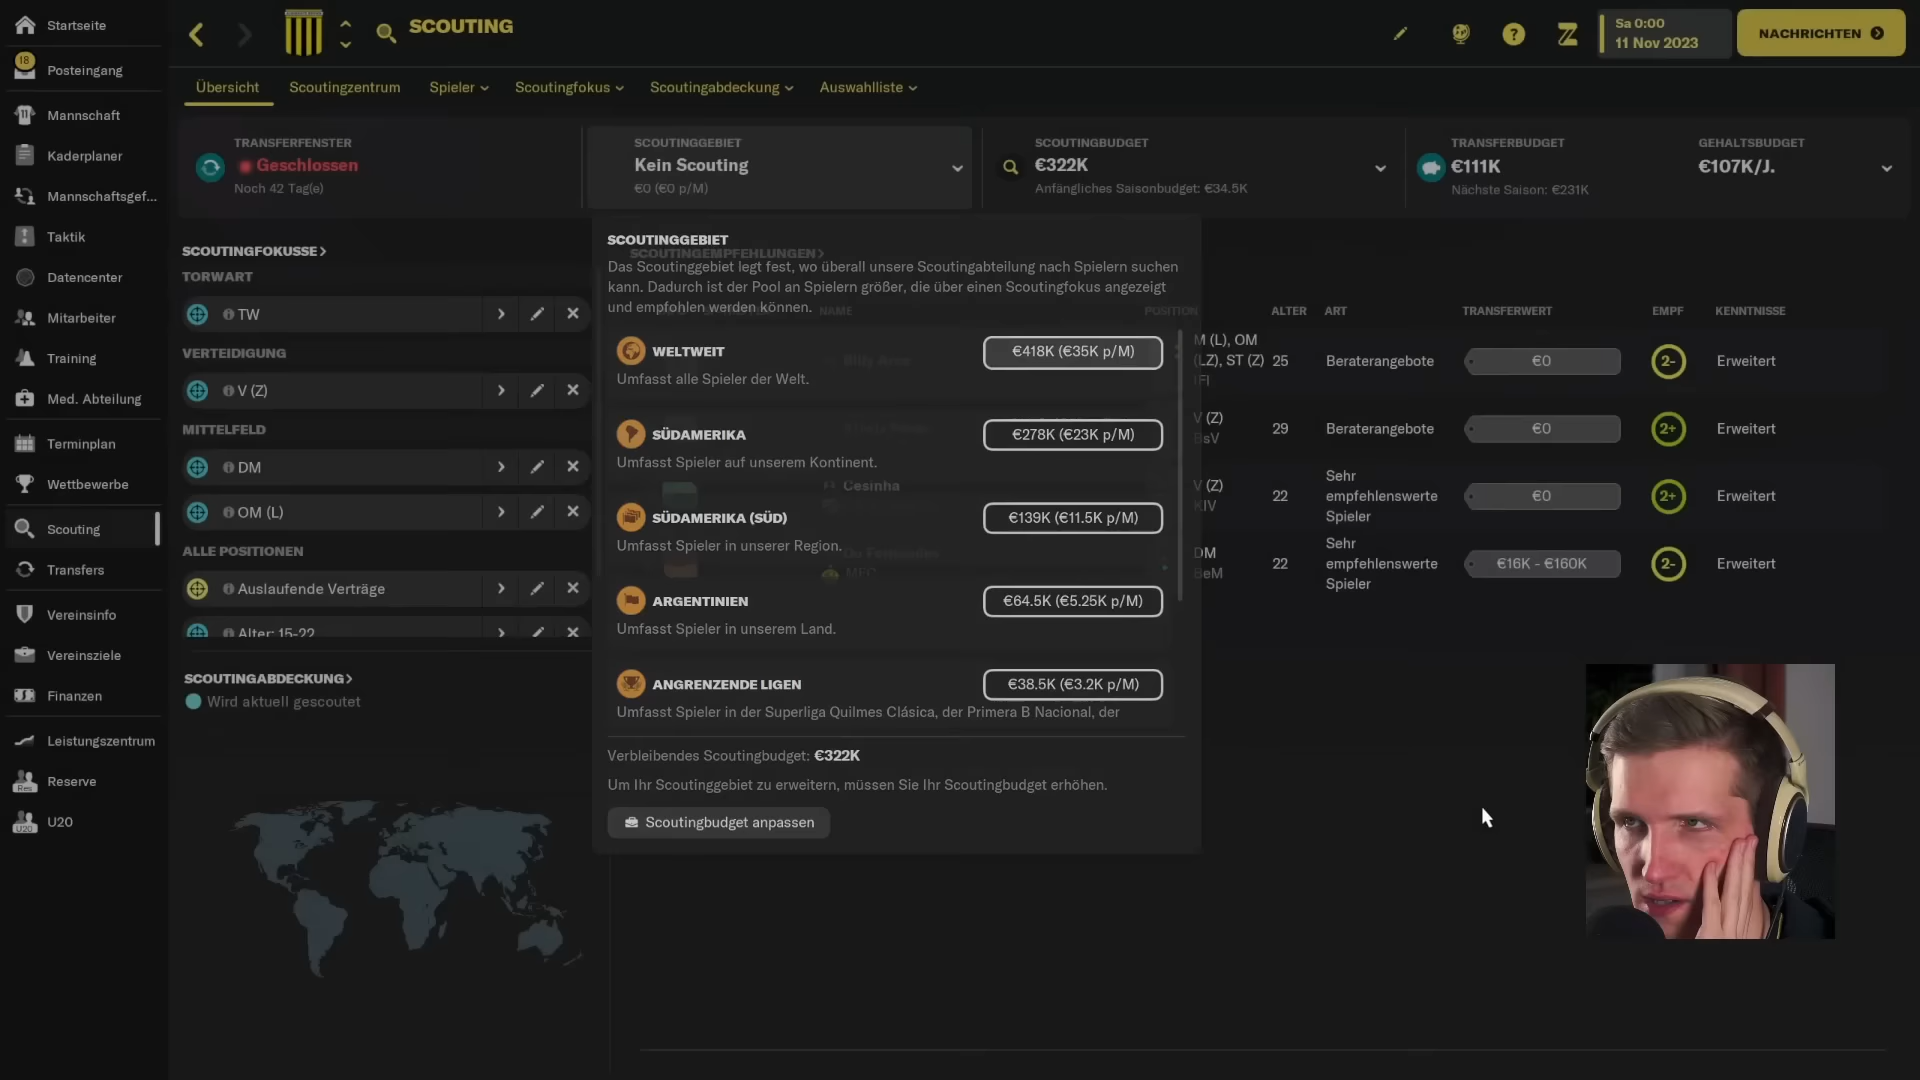 Startseite
18
Posteingang
Mannschaft
Kaderplaner
Mannschaftsgef...
Taktik
Datencenter
Mitarbeiter
Training
Med. Abteilung
Terminplan
Wettbewerbe
Scouting
Transfers
Vereinsinfo
Vereinsziele
Finanzen
Leistungszentrum
Res
Reserve
U20
U20
SCOUTING
?
Sa 0:00
11 Nov 2023
NACHRICHTEN
Übersicht
Scoutingzentrum
Spieler
Scoutingfokus
Scoutingabdeckung
Auswahlliste
TRANSFERFENSTER
Geschlossen
Noch 42 Tag(e)
SCOUTINGGEBIET
Kein Scouting
€0 (€0 p/M)
SCOUTINGBUDGET
€322K
Anfängliches Saisonbudget: €34.5K
TRANSFERBUDGET
€111K
Nächste Saison: €231K
GEHALTSBUDGET
€107K/J.
SCOUTINGFOKUSSE
TORWART
TW
VERTEIDIGUNG
V (Z)
MITTELFELD
DM
OM (L)
ALLE POSITIONEN
Auslaufende Verträge
Alter: 15-22
SCOUTINGABDECKUNG
Wird aktuell gescoutet
SCOUTINGGEBIET
SCOUTINGEMPFEHLUNGEN
Das Scoutinggebiet legt fest, wo überall unsere Scoutingabteilung nach Spielern suchen
kann. Dadurch ist der Pool an Spielern größer, die über einen Scoutingfokus angezeigt
und empfohlen werden können.
WELTWEIT
€418K (€35K p/M)
Umfasst alle Spieler der Welt.
SÜDAMERIKA
€278K (€23K p/M)
Umfasst Spieler auf unserem Kontinent.
SÜDAMERIKA (SÜD)
€139K (€11.5K p/M)
Umfasst Spieler in unserer Region.
ARGENTINIEN
€64.5K (€5.25K p/M)
Umfasst Spieler in unserem Land.
ANGRENZENDE LIGEN
€38.5K (€3.2K p/M)
Umfasst Spieler in der Superliga Quilmes Clásica, der Primera B Nacional, der
Verbleibendes Scoutingbudget: €322K
Um Ihr Scoutinggebiet zu erweitern, müssen Sie Ihr Scoutingbudget erhöhen.
Scoutingbudget anpassen
NAME
POSITION
ALTER
ART
TRANSFERWERT
EMPF
KENNTNISSE
M (L), OM
(LZ), ST (Z)
25
Beraterangebote
€0
2-
Erweitert
V (Z)
BsV
29
Beraterangebote
€0
2+
Erweitert
Cesinha
V (Z)
KIV
22
Sehr
empfehlenswerte
Spieler
€0
2+
Erweitert
MFC
DM
BeM
22
Sehr
empfehlenswerte
Spieler
€16K - €160K
2-
Erweitert